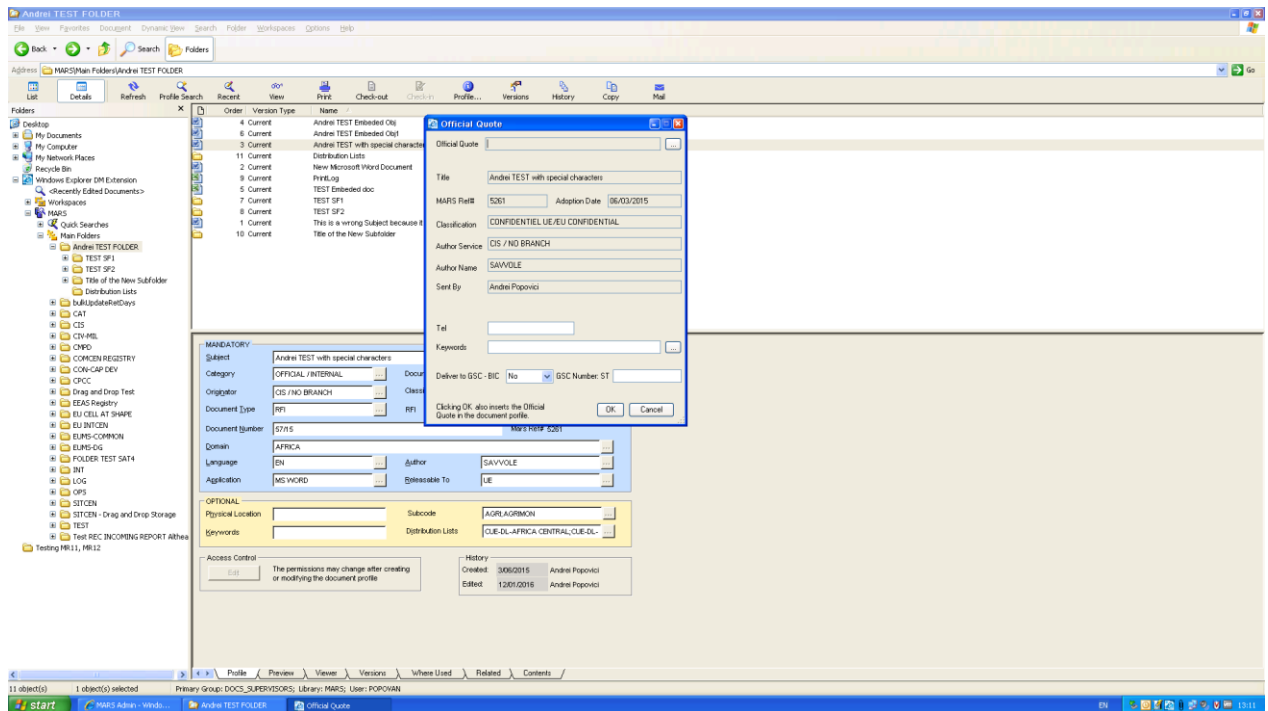 Andrei TEST FOLDER
File View Favorites Document Dynamic View Search Folder Workspaces Options Help
Back Search Folders
Address MARS\Main Folders\Andrei TEST FOLDER Go
List Details Refresh Profile Search Recent View Print Check-out Check-in Profile... Versions History Copy Mail
Folders
Desktop
My Documents
My Computer
My Network Places
Recycle Bin
Windows Explorer DM Extension
<Recently Edited Documents>
Workspaces
MARS
Quick Searches
Main Folders
Andrei TEST FOLDER
TEST SF1
TEST SF2
Title of the New Subfolder
Distribution Lists
bulkUpdateRetDays
CAT
CIS
CIV-MIL
CMPD
COMCEN REGISTRY
CON-CAP DEV
CPCC
Drag and Drop Test
EEAS Registry
EU CELL AT SHAPE
EU INTCEN
EUMS-COMMON
EUMS-DG
FOLDER TEST SAT4
INT
LOG
OPS
SITCEN
SITCEN - Drag and Drop Storage
TEST
Test REC INCOMING REPORT Althea
Testing MR11, MR12
Order Version Type Name
4 Current Andrei TEST Embeded Obj
6 Current Andrei TEST Embeded Obj1
3 Current Andrei TEST with special character
11 Current Distribution Lists
2 Current New Microsoft Word Document
9 Current PrintLog
5 Current TEST Embeded doc
7 Current TEST SF1
8 Current TEST SF2
1 Current This is a wrong Subject because it
10 Current Title of the New Subfolder
Official Quote
Official Quote ...
Title Andrei TEST with special characters
MARS Ref# 5261 Adoption Date 06/03/2015
Classification CONFIDENTIEL UE/EU CONFIDENTIAL
Author Service CIS / NO BRANCH
Author Name SAVVOLE
Sent By Andrei Popovici
Tel
Keywords ...
Deliver to GSC - BIC No GSC Number: ST
Clicking OK also inserts the Official
Quote in the document porfile.
OK Cancel
MANDATORY
Subject Andrei TEST with special characters
Category OFFICIAL / INTERNAL ... Docu
Originator CIS / NO BRANCH ... Classi
Document Type RFI ... RFI
Document Number 57/15 Mars Ref# 5261
Domain AFRICA ...
Language EN ... Author SAVVOLE ...
Application MS WORD ... Releasable To UE ...
OPTIONAL
Physical Location Subcode AGRI;AGRIMON ...
Keywords Distribution Lists CUE-DL-AFRICA CENTRAL;CUE-DL- ...
Access Control
Edit
The permissions may change after creating
or modifying the document profile
History
Created: 3/06/2015 Andrei Popovici
Edited: 12/01/2016 Andrei Popovici
Profile Preview Viewer Versions Where Used Related Contents
11 object(s) 1 object(s) selected Primary Group: DOCS_SUPERVISORS; Library: MARS; User: POPOVAN
start MARS Admin - Windo... Andrei TEST FOLDER Official Quote EN 13:11